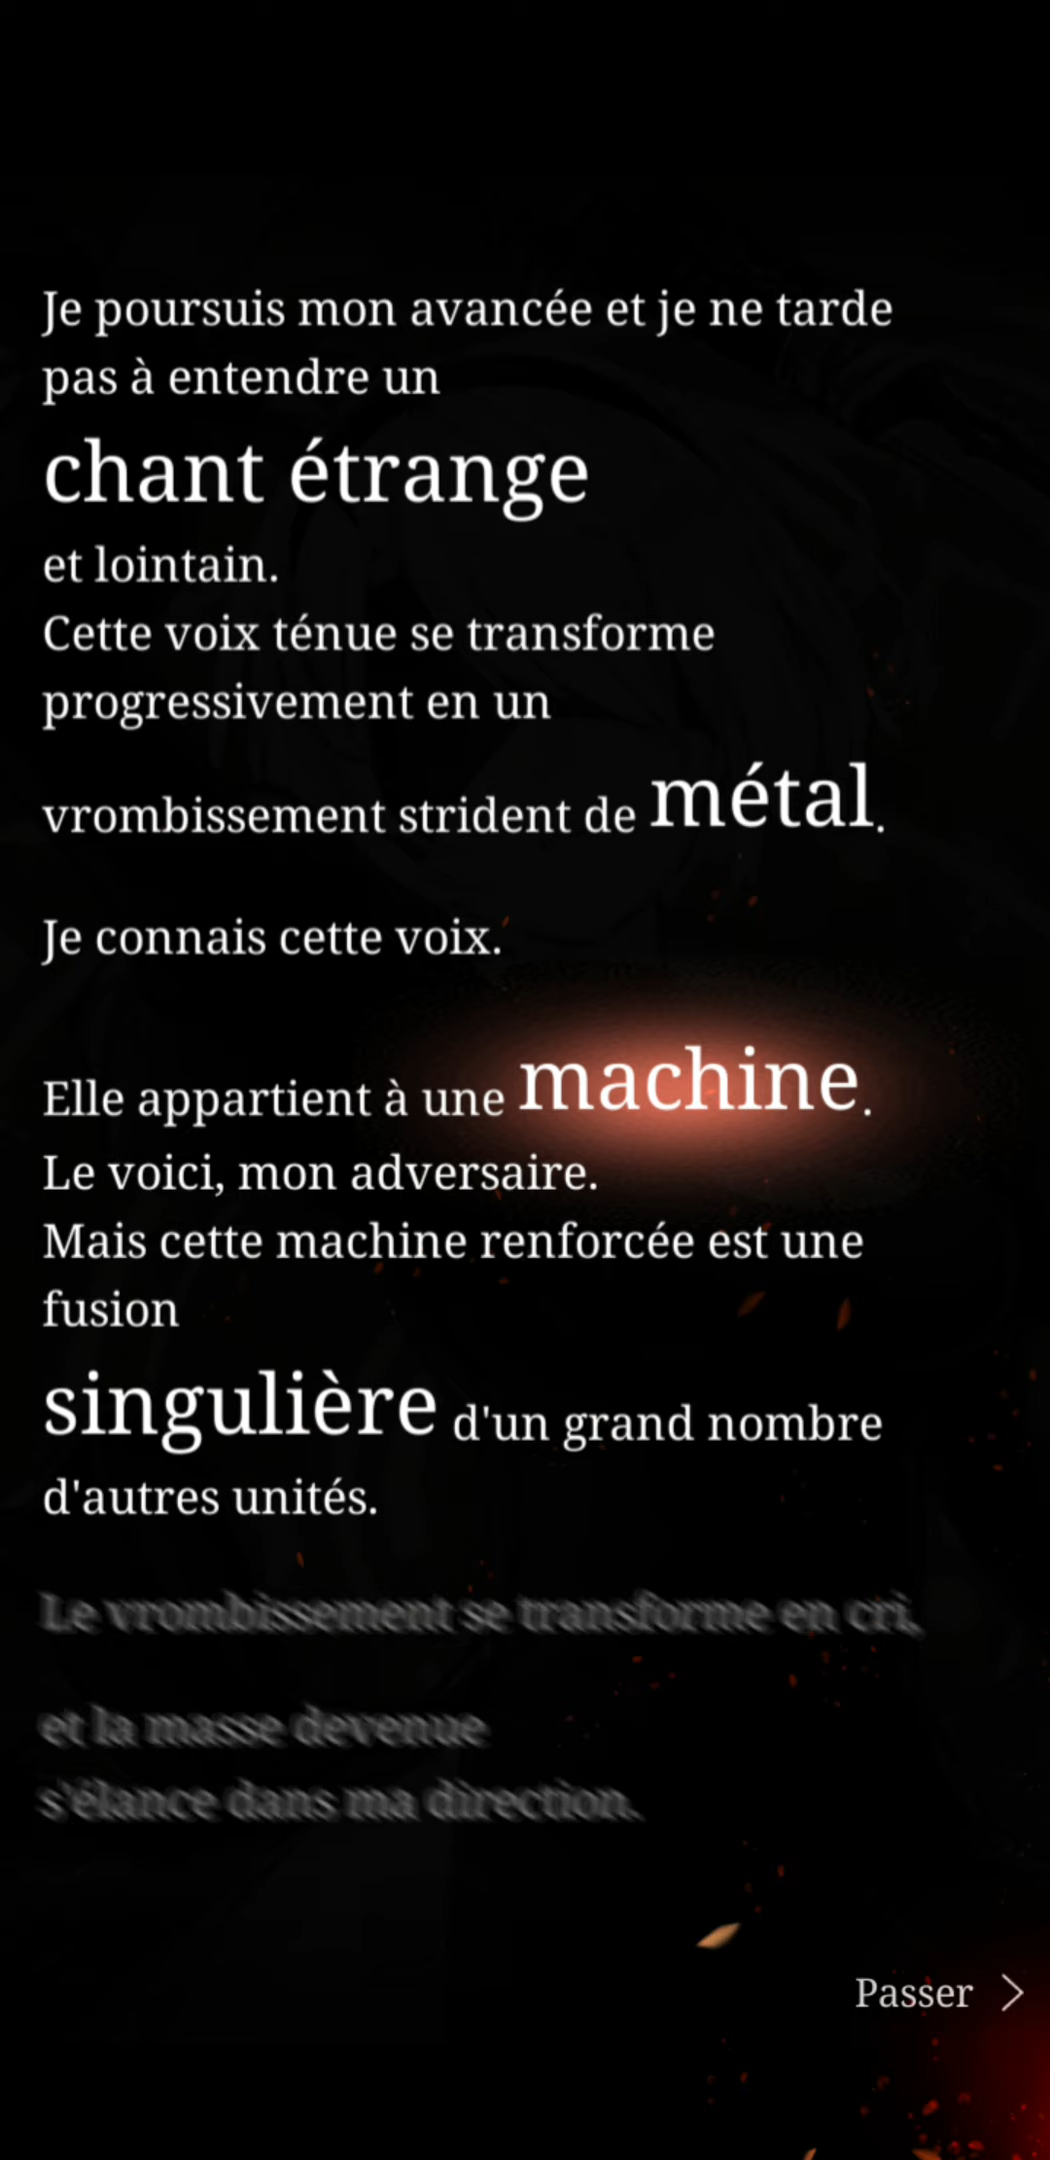 Je poursuis mon avancée et je ne tarde
pas à entendre un
chant étrange
et lointain.
Cette voix ténue se transforme
progressivement en un
vrombissement strident de métal.
Je connais cette voix.
Elle appartient à une machine.
Le voici, mon adversaire.
Mais cette machine renforcée est une
fusion
singulière d'un grand nombre
d'autres unités.
Le vrombissement se transforme en cri,
et la masse devenue
s'élance dans ma direction.
Passer